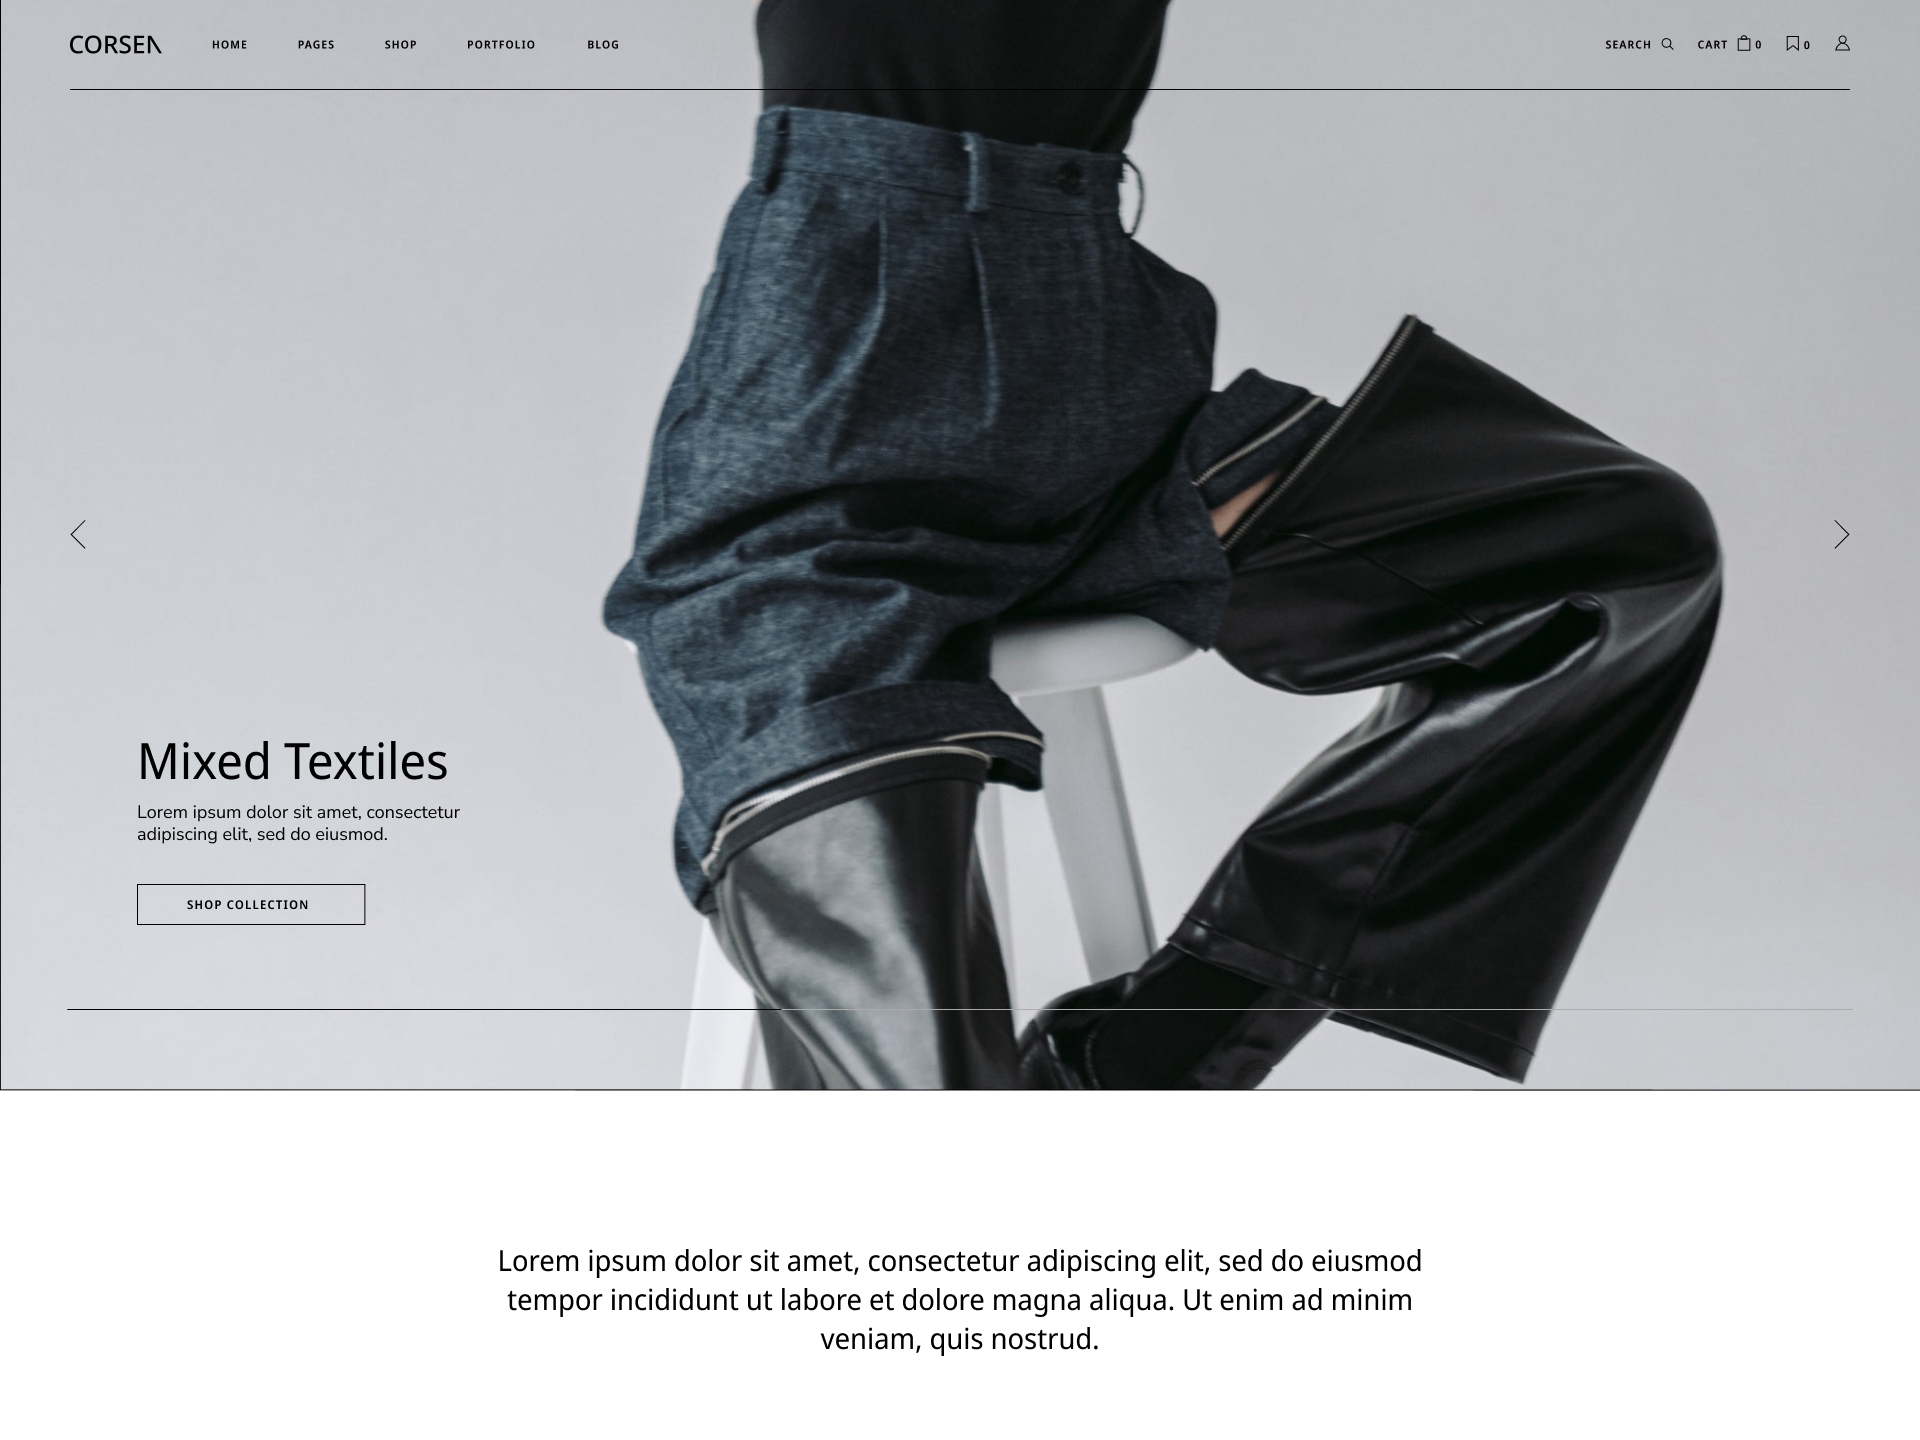 CORSEN HOME PAGES SHOP PORTFOLIO BLOG SEARCH CART 0 0
Mixed Textiles
Lorem ipsum dolor sit amet, consectetur
adipiscing elit, sed do eiusmod.
SHOP COLLECTION
Lorem ipsum dolor sit amet, consectetur adipiscing elit, sed do eiusmod
tempor incididunt ut labore et dolore magna aliqua. Ut enim ad minim
veniam, quis nostrud.